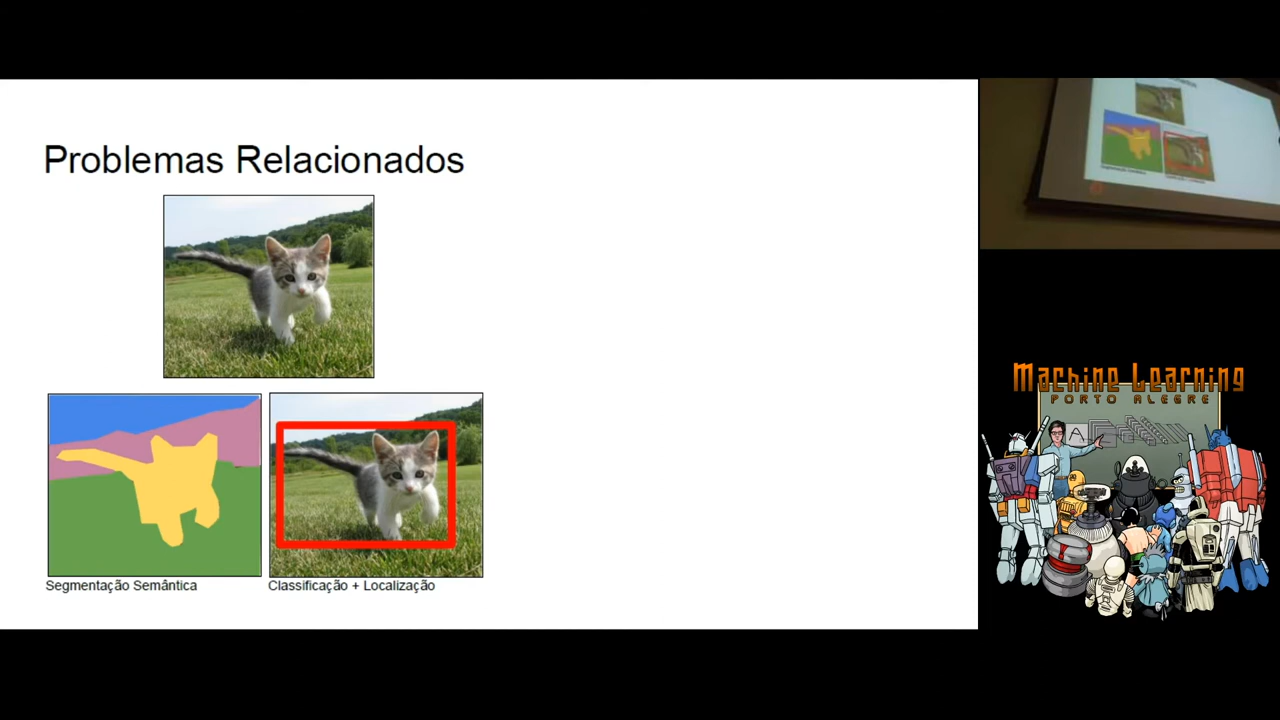 Problemas Relacionados
Segmentação Semântica
Classificação + Localização
Machine Learning
PORTO ALEGRE